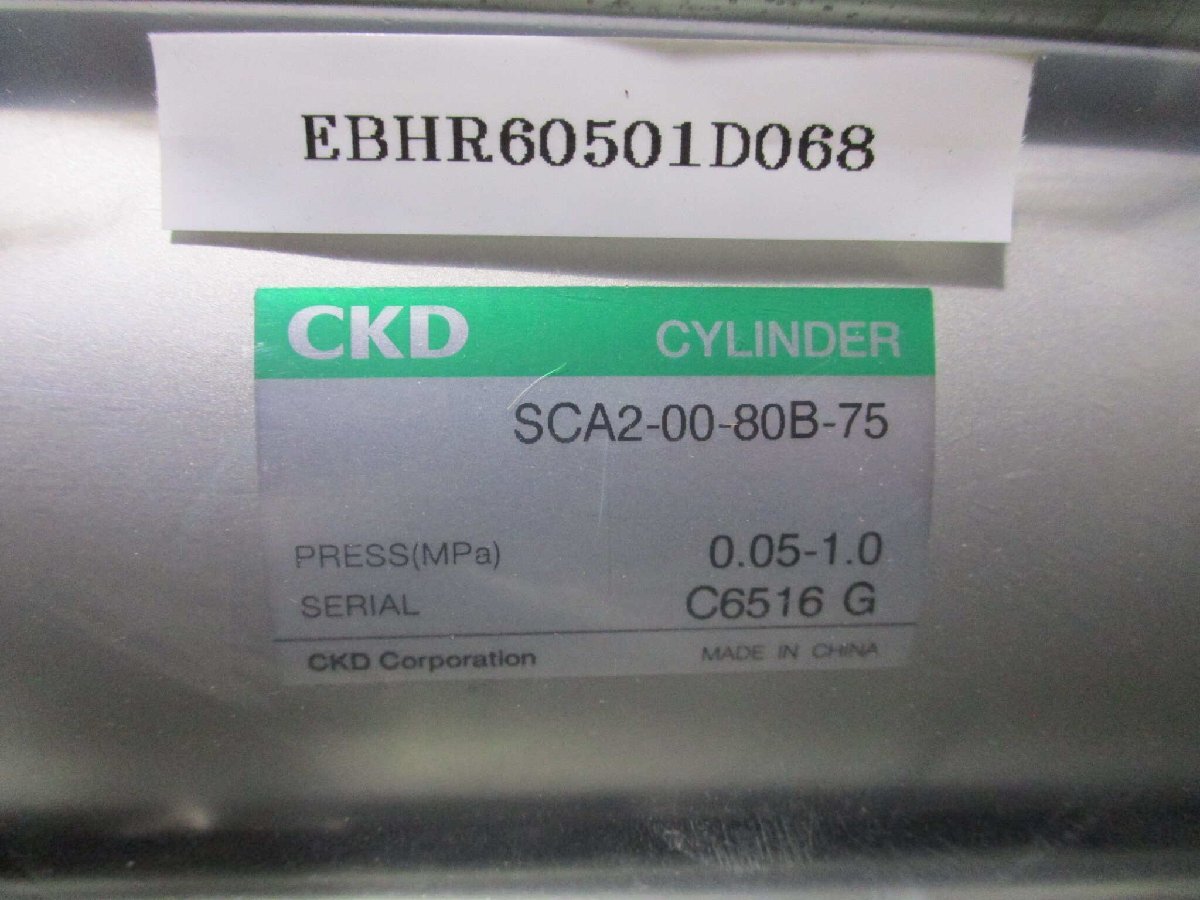 EBHR60501D068
CKD CYLINDER
SCA2-00-80B-75
PRESS(MPa) 0.05-1.0
SERIAL C6516 G
CKD Corporation MADE IN CHINA